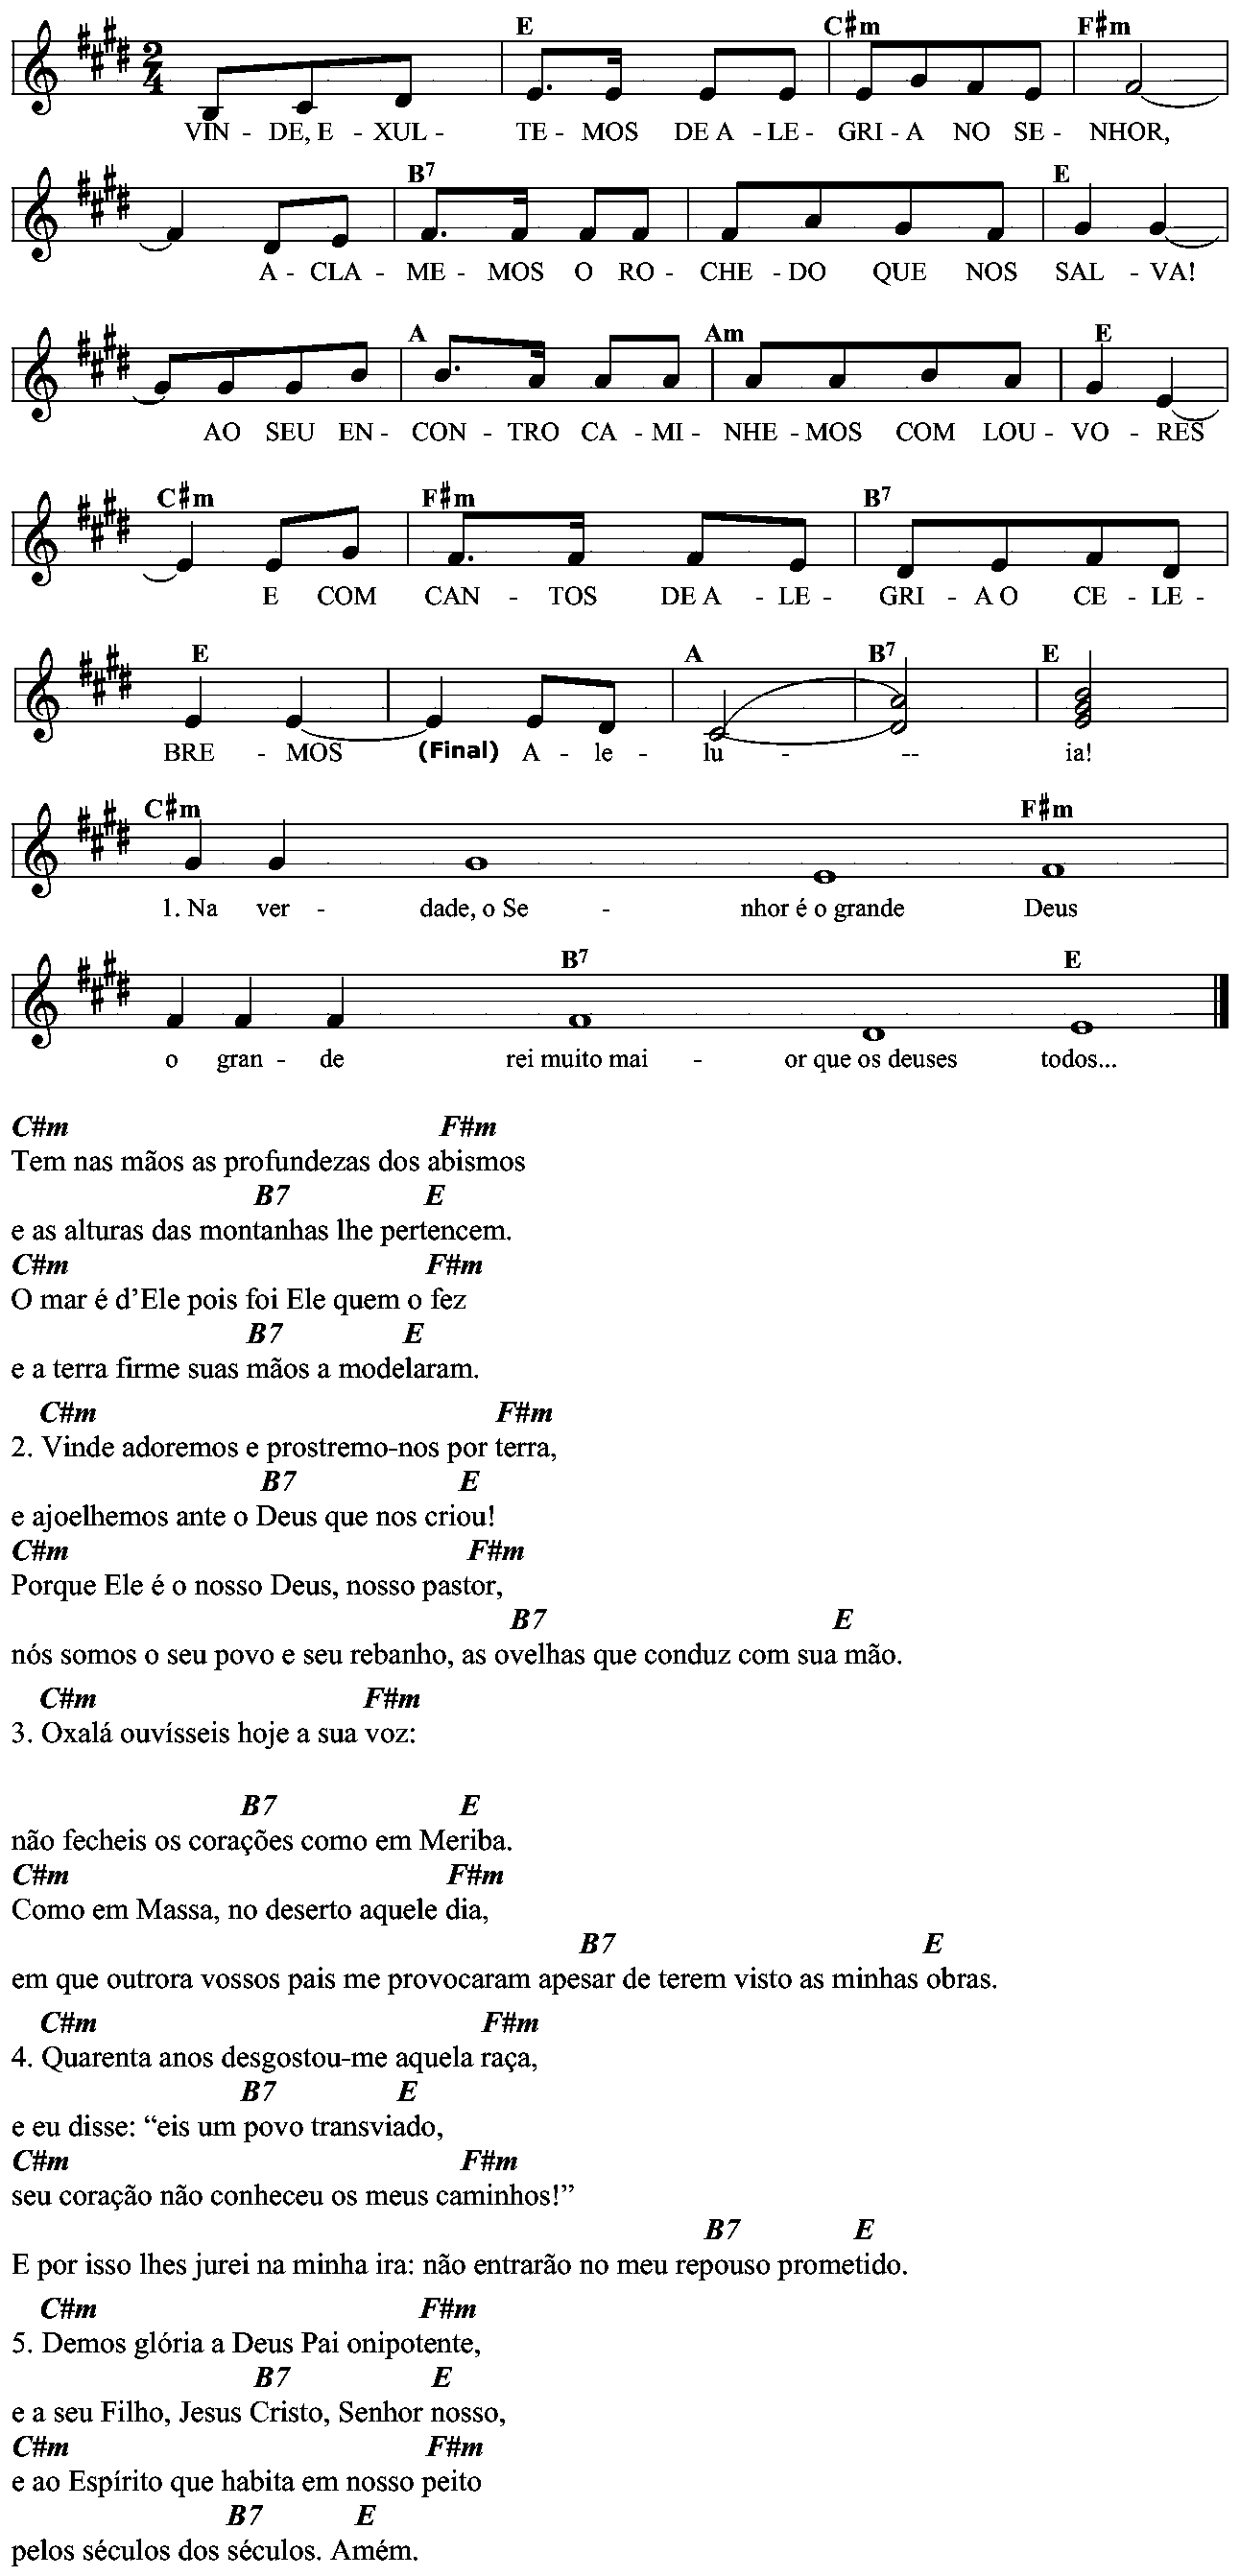 E C#m F#m
VIN - DE, E - XUL - TE - MOS DE A - LE - GRI - A NO SE - NHOR,
B7 E
A - CLA - ME - MOS O RO - CHE - DO QUE NOS SAL - VA!
A Am E
AO SEU EN - CON - TRO CA - MI - NHE - MOS COM LOU - VO - RES
C#m F#m B7
E COM CAN - TOS DE A - LE - GRI - A O CE - LE -
E A B7 E
BRE - MOS (Final) A - le - lu - -- ia!
C#m F#m
1. Na ver - dade, o Se - nhor é o grande Deus
B7 E
o gran - de rei muito mai - or que os deuses todos...
C#m F#m
Tem nas mãos as profundezas dos abismos
B7 E
e as alturas das montanhas lhe pertencem.
C#m F#m
O mar é d’Ele pois foi Ele quem o fez
B7 E
e a terra firme suas mãos a modelaram.
C#m F#m
2. Vinde adoremos e prostremo-nos por terra,
B7 E
e ajoelhemos ante o Deus que nos criou!
C#m F#m
Porque Ele é o nosso Deus, nosso pastor,
B7 E
nós somos o seu povo e seu rebanho, as ovelhas que conduz com sua mão.
C#m F#m
3. Oxalá ouvísseis hoje a sua voz:
B7 E
não fecheis os corações como em Meriba.
C#m F#m
Como em Massa, no deserto aquele dia,
B7 E
em que outrora vossos pais me provocaram apesar de terem visto as minhas obras.
C#m F#m
4. Quarenta anos desgostou-me aquela raça,
B7 E
e eu disse: “eis um povo transviado,
C#m F#m
seu coração não conheceu os meus caminhos!”
B7 E
E por isso lhes jurei na minha ira: não entrarão no meu repouso prometido.
C#m F#m
5. Demos glória a Deus Pai onipotente,
B7 E
e a seu Filho, Jesus Cristo, Senhor nosso,
C#m F#m
e ao Espírito que habita em nosso peito
B7 E
pelos séculos dos séculos. Amém.